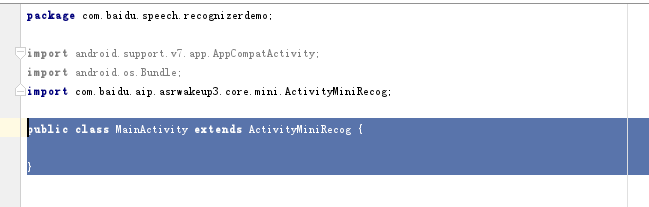 package com.baidu.speech.recognizerdemo;
import android.support.v7.app.AppCompatActivity;
import android.os.Bundle;
import com.baidu.aip.asrwakeup3.core.mini.ActivityMiniRecog;
public class MainActivity extends ActivityMiniRecog {
}